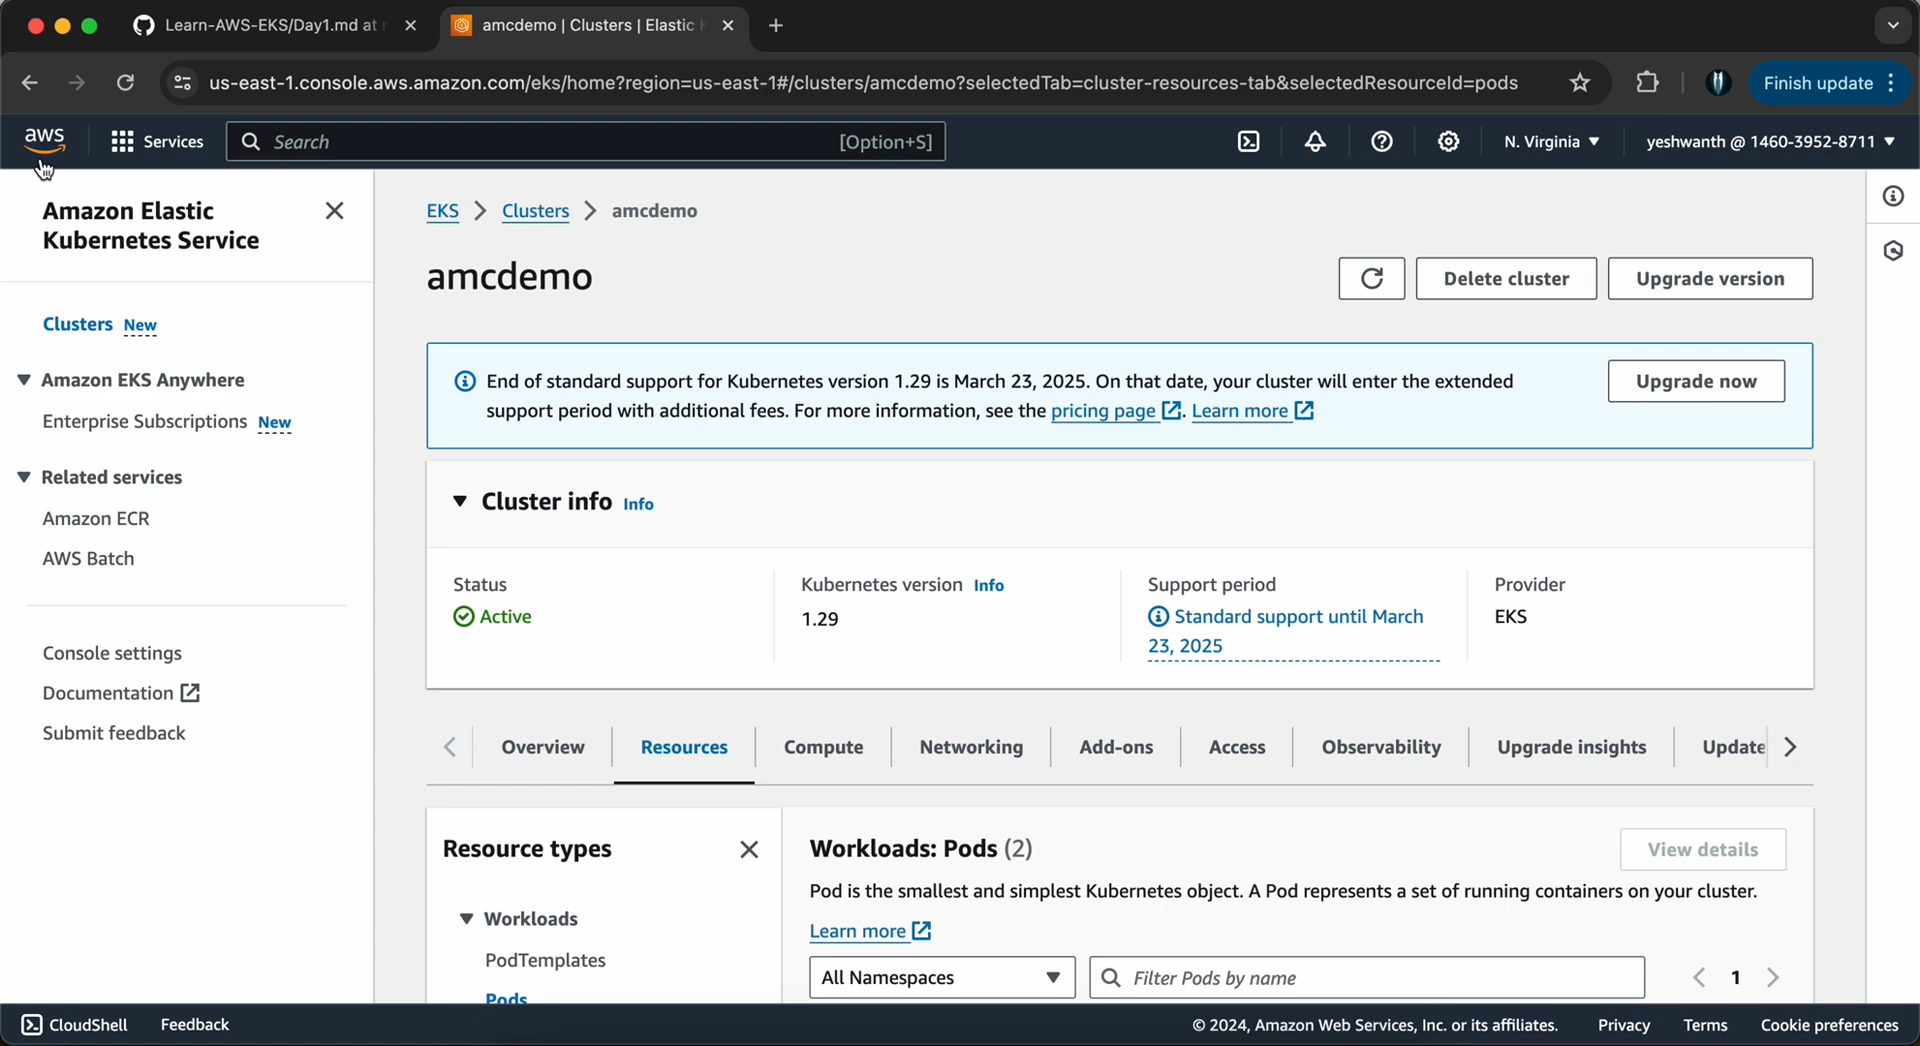 Learn-AWS-EKS/Day1.md at
amcdemo | Clusters | Elastic
us-east-1.console.aws.amazon.com/eks/home?region=us-east-1#/clusters/amcdemo?selectedTab=cluster-resources-tab&selectedResourceId=pods
Finish update
aws
Services
Search
[Option+S]
N. Virginia
yeshwanth @ 1460-3952-8711
Amazon Elastic
Kubernetes Service
Clusters New
Amazon EKS Anywhere
Enterprise Subscriptions New
Related services
Amazon ECR
AWS Batch
Console settings
Documentation
Submit feedback
EKS > Clusters > amcdemo
amcdemo
Delete cluster
Upgrade version
End of standard support for Kubernetes version 1.29 is March 23, 2025. On that date, your cluster will enter the extended
support period with additional fees. For more information, see the pricing page. Learn more
Upgrade now
Cluster info Info
Status
Active
Kubernetes version Info
1.29
Support period
Standard support until March
23, 2025
Provider
EKS
Overview
Resources
Compute
Networking
Add-ons
Access
Observability
Upgrade insights
Update
Resource types
Workloads
PodTemplates
Pods
Workloads: Pods (2)
View details
Pod is the smallest and simplest Kubernetes object. A Pod represents a set of running containers on your cluster.
Learn more
All Namespaces
Filter Pods by name
1
CloudShell
Feedback
© 2024, Amazon Web Services, Inc. or its affiliates.
Privacy
Terms
Cookie preferences